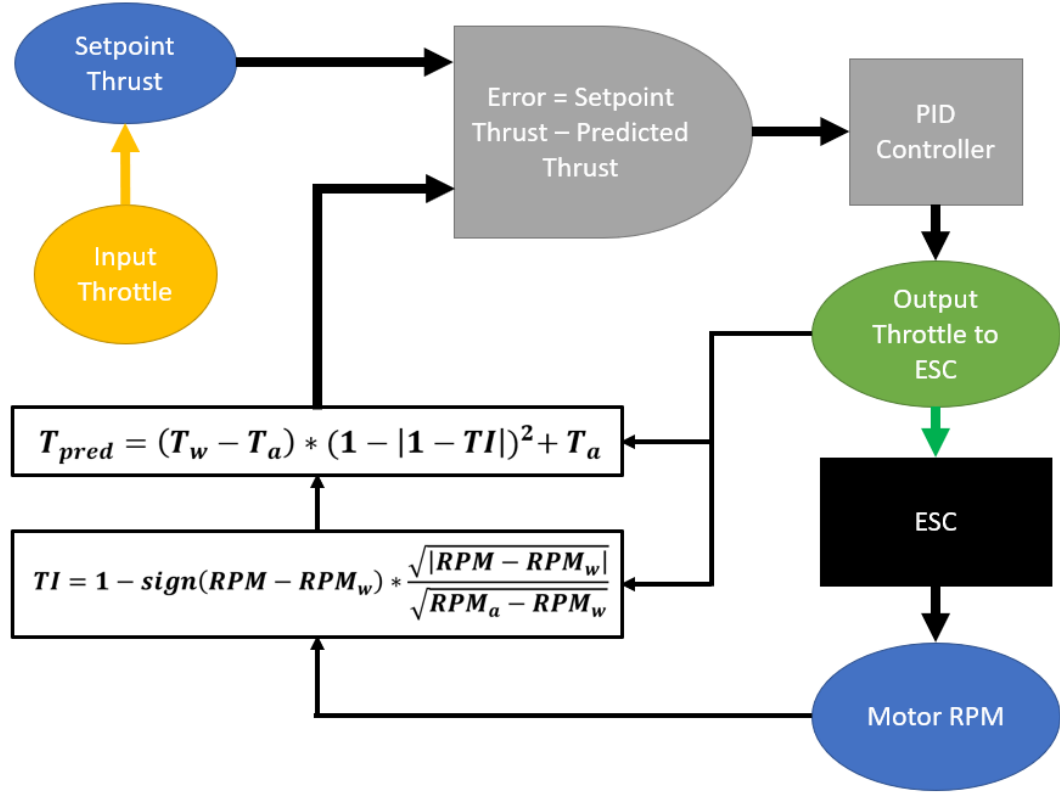 Setpoint
Thrust
Error = Setpoint
Thrust – Predicted
Thrust
PID
Controller
Input
Throttle
Output
Throttle to
ESC
T_pred = (T_w − T_a) * (1 − |1 − TI|)² + T_a
ESC
TI = 1 − sign(RPM − RPM_w) * √|RPM − RPM_w| / √(RPM_a − RPM_w)
Motor RPM